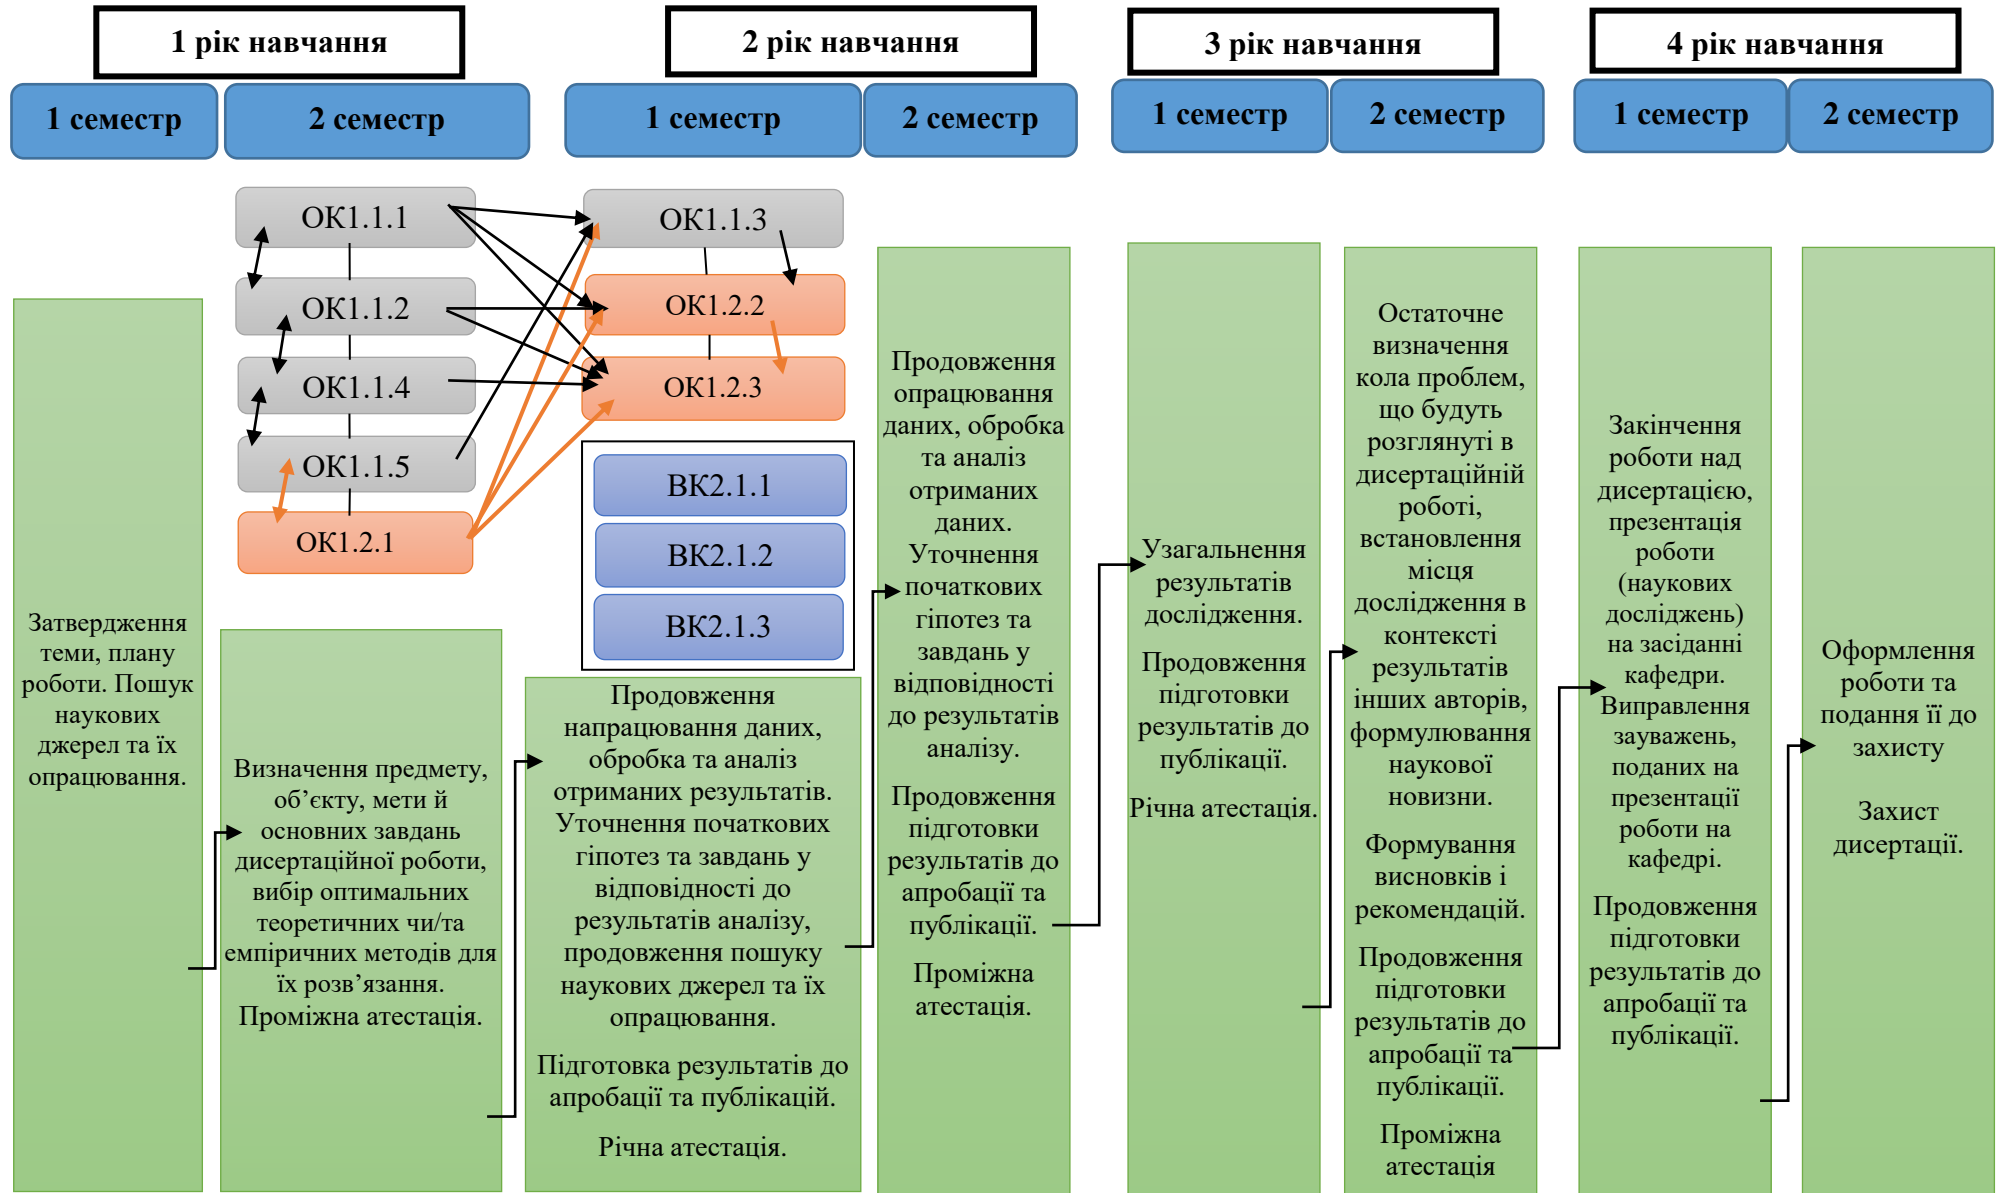 1 рік навчання
2 рік навчання
3 рік навчання
4 рік навчання
1 семестр
2 семестр
1 семестр
2 семестр
1 семестр
2 семестр
1 семестр
2 семестр
Затвердження
теми, плану
роботи. Пошук
наукових
джерел та їх
опрацювання.
ОК1.1.1
ОК1.1.2
ОК1.1.4
ОК1.1.5
ОК1.2.1
Визначення предмету,
об’єкту, мети й
основних завдань
дисертаційної роботи,
вибір оптимальних
теоретичних чи/та
емпіричних методів для
їх розв’язання.
Проміжна атестація.
ОК1.1.3
ОК1.2.2
ОК1.2.3
ВК2.1.1
ВК2.1.2
ВК2.1.3
Продовження
напрацювання даних,
обробка та аналіз
отриманих результатів.
Уточнення початкових
гіпотез та завдань у
відповідності до
результатів аналізу,
продовження пошуку
наукових джерел та їх
опрацювання.
Підготовка результатів до
апробації та публікацій.
Річна атестація.
Продовження
опрацювання
даних, обробка
та аналіз
отриманих
даних.
Уточнення
початкових
гіпотез та
завдань у
відповідності
до результатів
аналізу.
Продовження
підготовки
результатів до
апробації та
публікації.
Проміжна
атестація.
Узагальнення
результатів
дослідження.
Продовження
підготовки
результатів до
публікації.
Річна атестація.
Остаточне
визначення
кола проблем,
що будуть
розглянуті в
дисертаційній
роботі,
встановлення
місця
дослідження в
контексті
результатів
інших авторів,
формулювання
наукової
новизни.
Формування
висновків і
рекомендацій.
Продовження
підготовки
результатів до
апробації та
публікації.
Проміжна
атестація
Закінчення
роботи над
дисертацією,
презентація
роботи
(наукових
досліджень)
на засіданні
кафедри.
Виправлення
зауважень,
поданих на
презентації
роботи на
кафедрі.
Продовження
підготовки
результатів до
апробації та
публікації.
Оформлення
роботи та
подання її до
захисту
Захист
дисертації.